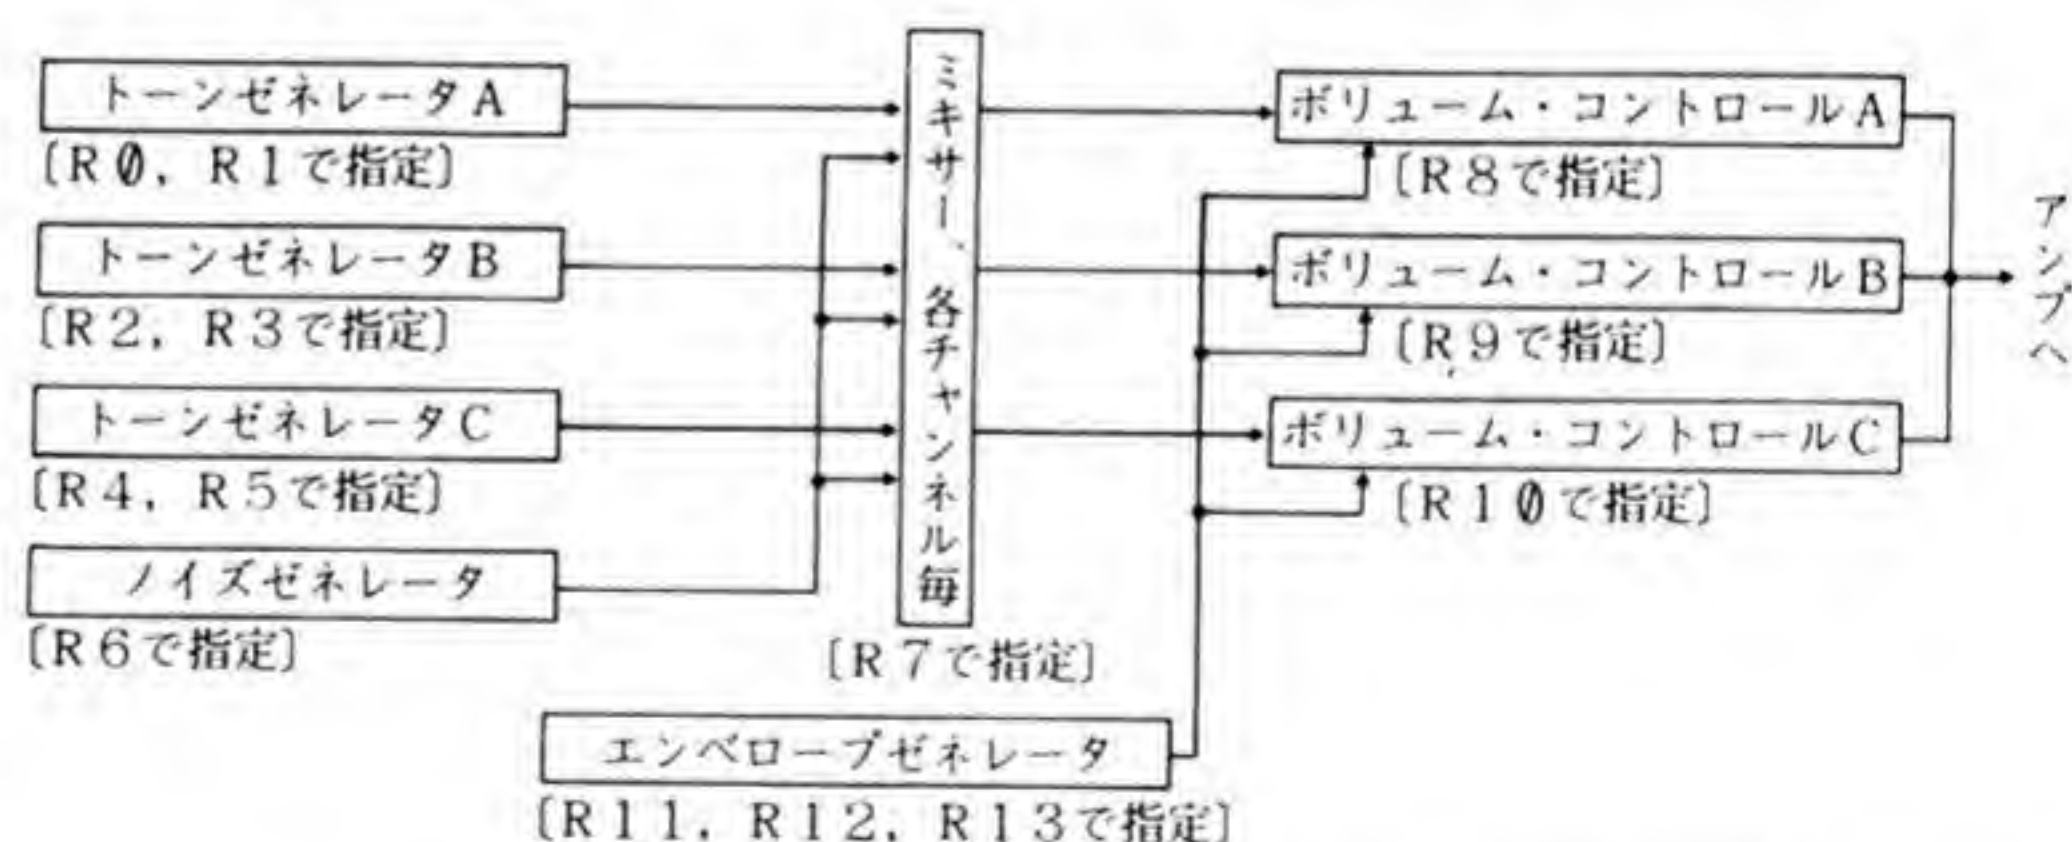 トーンゼネレータA
[R0, R1で指定]
トーンゼネレータB
[R2, R3で指定]
トーンゼネレータC
[R4, R5で指定]
ノイズゼネレータ
[R6で指定]
ミキサー、各チャンネル毎
[R7で指定]
エンベロープゼネレータ
[R11, R12, R13で指定]
ボリューム・コントロールA
[R8で指定]
ボリューム・コントロールB
[R9で指定]
ボリューム・コントロールC
[R10で指定]
アンプへ